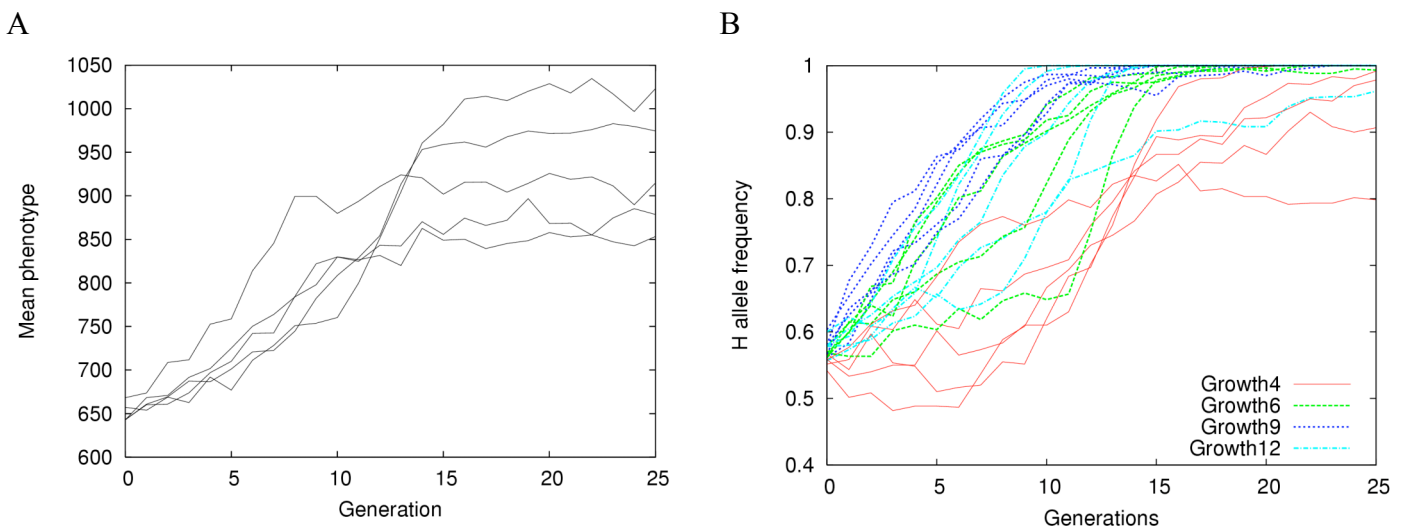 A
B
1050
1000
950
900
850
800
750
700
650
600
0
5
10
15
20
25
Mean phenotype
Generation
1
0.9
0.8
0.7
0.6
0.5
0.4
0
5
10
15
20
25
H allele frequency
Generations
Growth4
Growth6
Growth9
Growth12